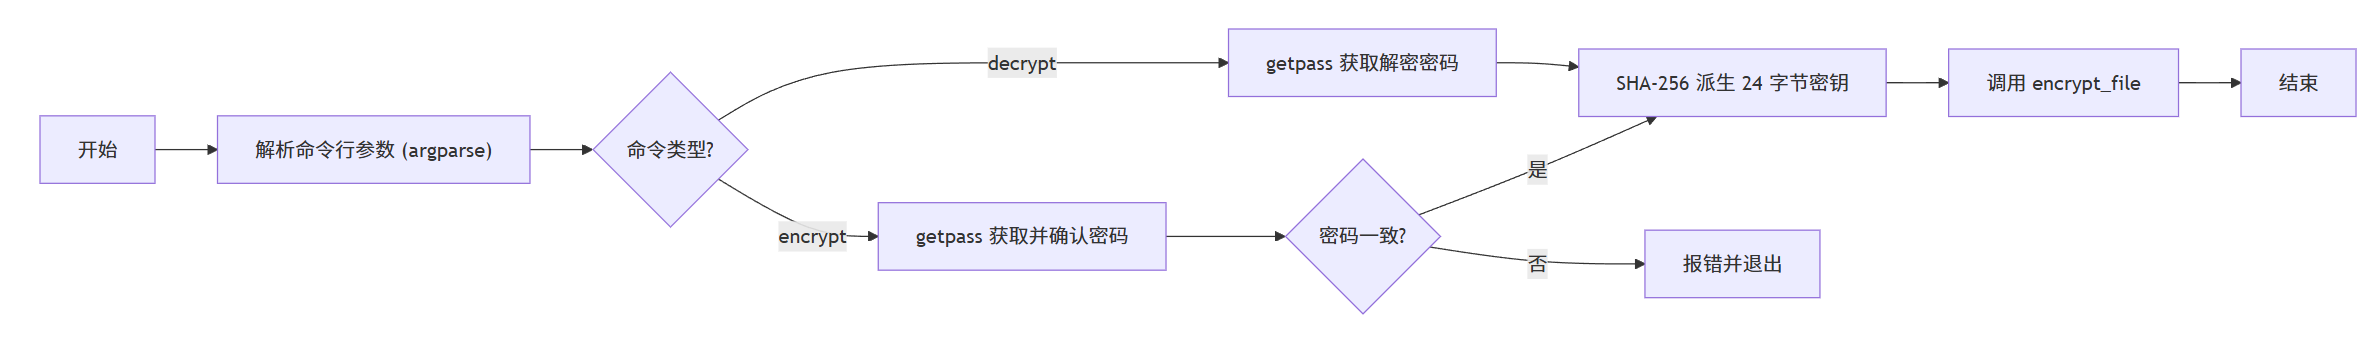 开始
解析命令行参数 (argparse)
命令类型?
decrypt
encrypt
getpass 获取解密密码
getpass 获取并确认密码
密码一致?
是
否
SHA-256 派生 24 字节密钥
报错并退出
调用 encrypt_file
结束